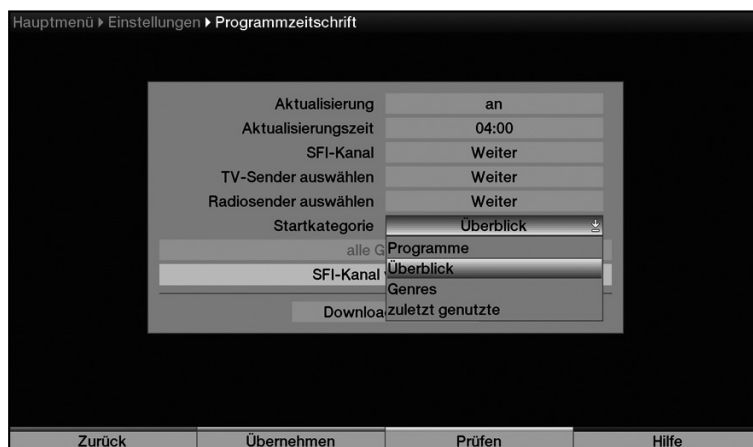 Hauptmenü ▸ Einstellungen ▸ Programmzeitschrift
Aktualisierung an
Aktualisierungszeit 04:00
SFI-Kanal Weiter
TV-Sender auswählen Weiter
Radiosender auswählen Weiter
Startkategorie Überblick
alle
Programme
SFI-Kanal
Überblick
Genres
zuletzt genutzte
Zurück Übernehmen Prüfen Hilfe